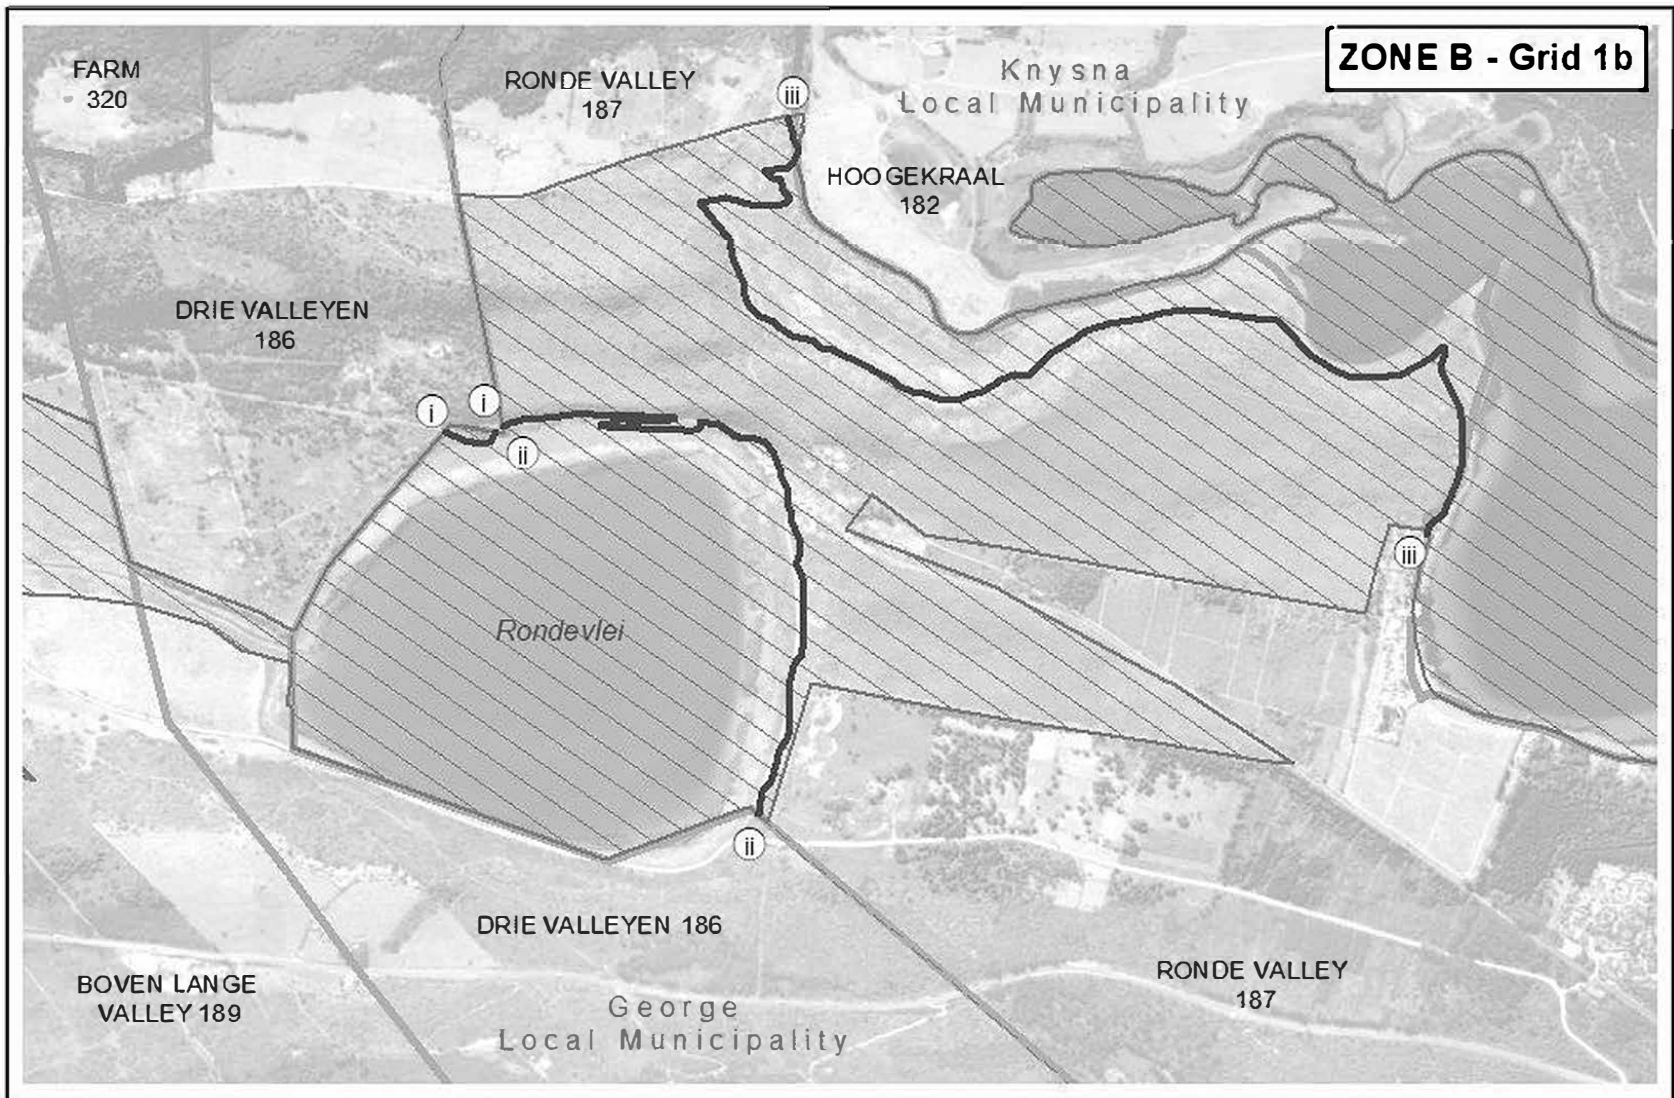 ZONE B - Grid 1b
FARM
320
RONDE VALLEY
187
iii
Knysna
Local Municipality
HOOGEKRAAL
182
DRIE VALLEYEN
186
i
i
ii
iii
Rondevlei
ii
DRIE VALLEYEN 186
BOVEN LANGE
VALLEY 189
George
Local Municipality
RONDE VALLEY
187